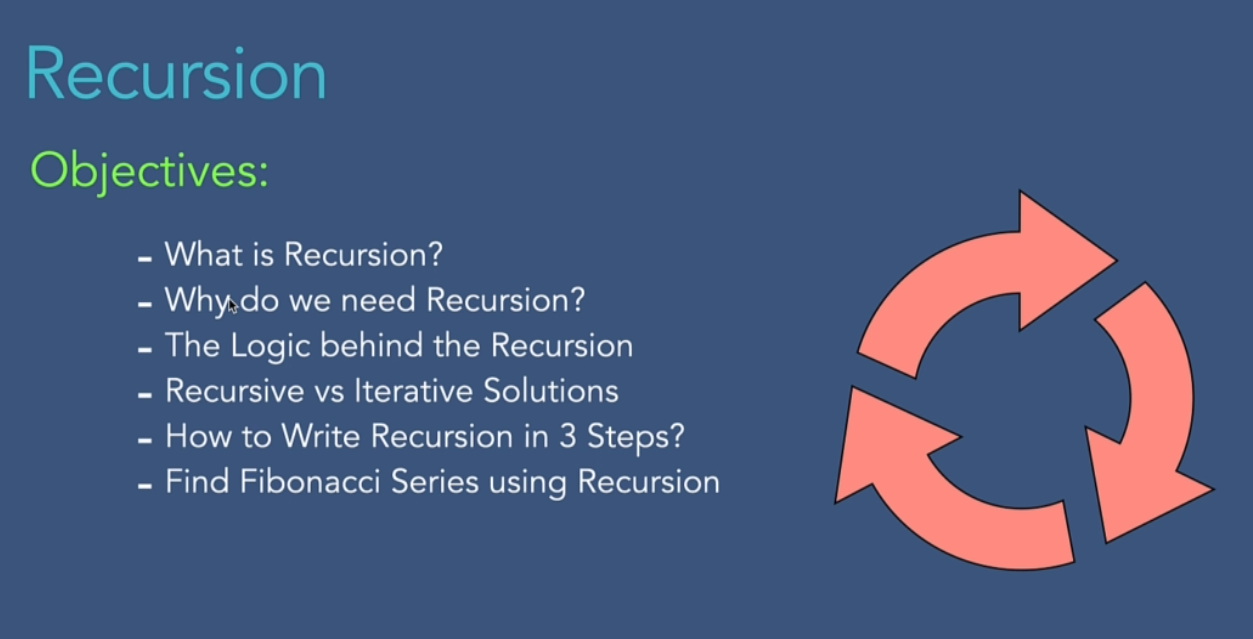 Recursion
Objectives:
- What is Recursion?
- Why do we need Recursion?
- The Logic behind the Recursion
- Recursive vs Iterative Solutions
- How to Write Recursion in 3 Steps?
- Find Fibonacci Series using Recursion